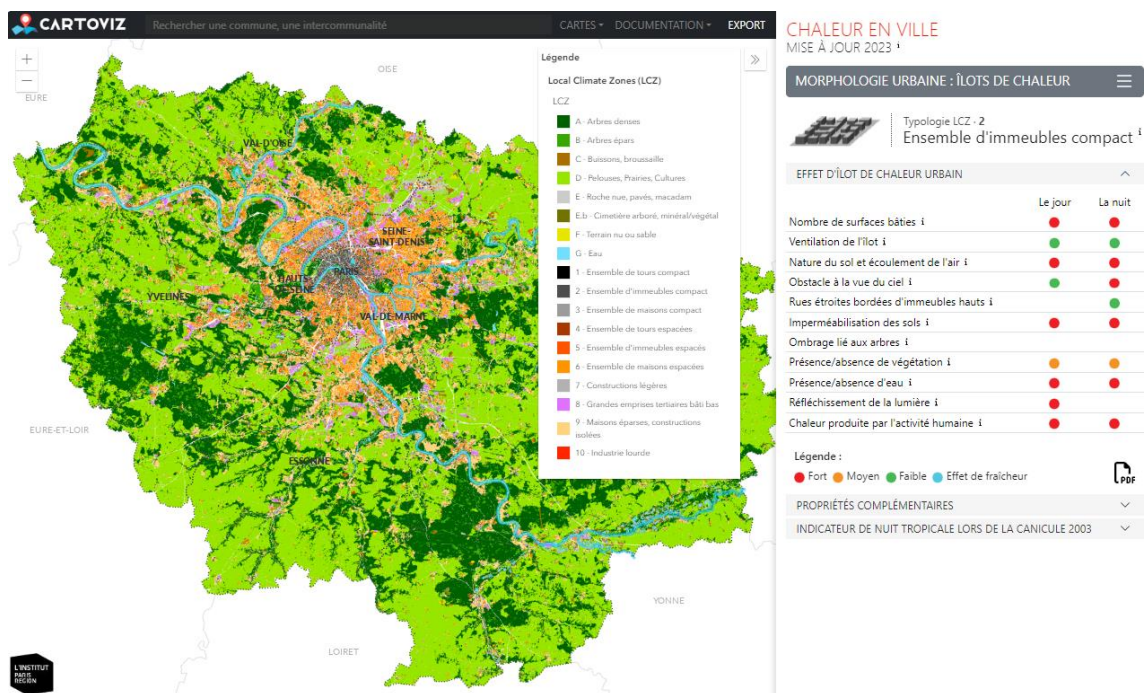 CARTOVIZ
Rechercher une commune, une intercommunalité
CARTES
DOCUMENTATION
EXPORT
+
−
OISE
EURE
VAL-D'OISE
SEINE-
SAINT-DENIS
PARIS
HAUTS-
DE-SEINE
YVELINES
VAL-DE-MARNE
EURE-ET-LOIR
ESSONNE
YONNE
LOIRET
L'INSTITUT
PARIS
REGION
Légende
Local Climate Zones (LCZ)
LCZ
A - Arbres denses
B - Arbres épars
C - Buissons, broussaille
D - Pelouses, Prairies, Cultures
E - Roche nue, pavés, macadam
E.b - Cimetière arboré, minéral/végétal
F - Terrain nu ou sable
G - Eau
1 - Ensemble de tours compact
2 - Ensemble d'immeubles compact
3 - Ensemble de maisons compact
4 - Ensemble de tours espacées
5 - Ensemble d'immeubles espacés
6 - Ensemble de maisons espacées
7 - Constructions légères
8 - Grandes emprises tertiaires bâti bas
9 - Maisons éparses, constructions
isolées
10 - Industrie lourde
CHALEUR EN VILLE
MISE À JOUR 2023 i
MORPHOLOGIE URBAINE : ÎLOTS DE CHALEUR
Typologie LCZ - 2
Ensemble d'immeubles compact i
EFFET D'ÎLOT DE CHALEUR URBAIN
Le jour La nuit
Nombre de surfaces bâties i
Ventilation de l'îlot i
Nature du sol et écoulement de l'air i
Obstacle à la vue du ciel i
Rues étroites bordées d'immeubles hauts i
Imperméabilisation des sols i
Ombrage lié aux arbres i
Présence/absence de végétation i
Présence/absence d'eau i
Réfléchissement de la lumière i
Chaleur produite par l'activité humaine i
Légende :
Fort Moyen Faible Effet de fraîcheur
PDF
PROPRIÉTÉS COMPLÉMENTAIRES
INDICATEUR DE NUIT TROPICALE LORS DE LA CANICULE 2003